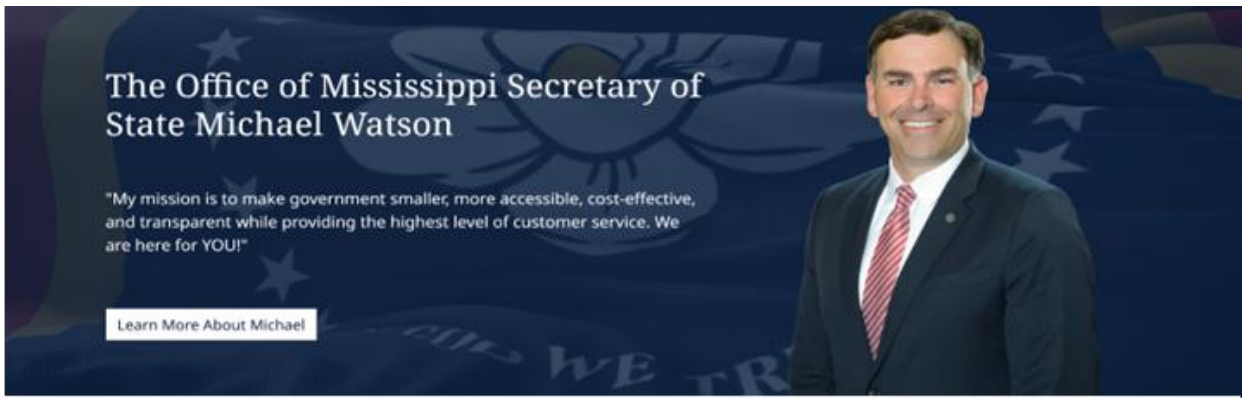 The Office of Mississippi Secretary of
State Michael Watson
"My mission is to make government smaller, more accessible, cost-effective,
and transparent while providing the highest level of customer service. We
are here for YOU!"
Learn More About Michael
WE TR